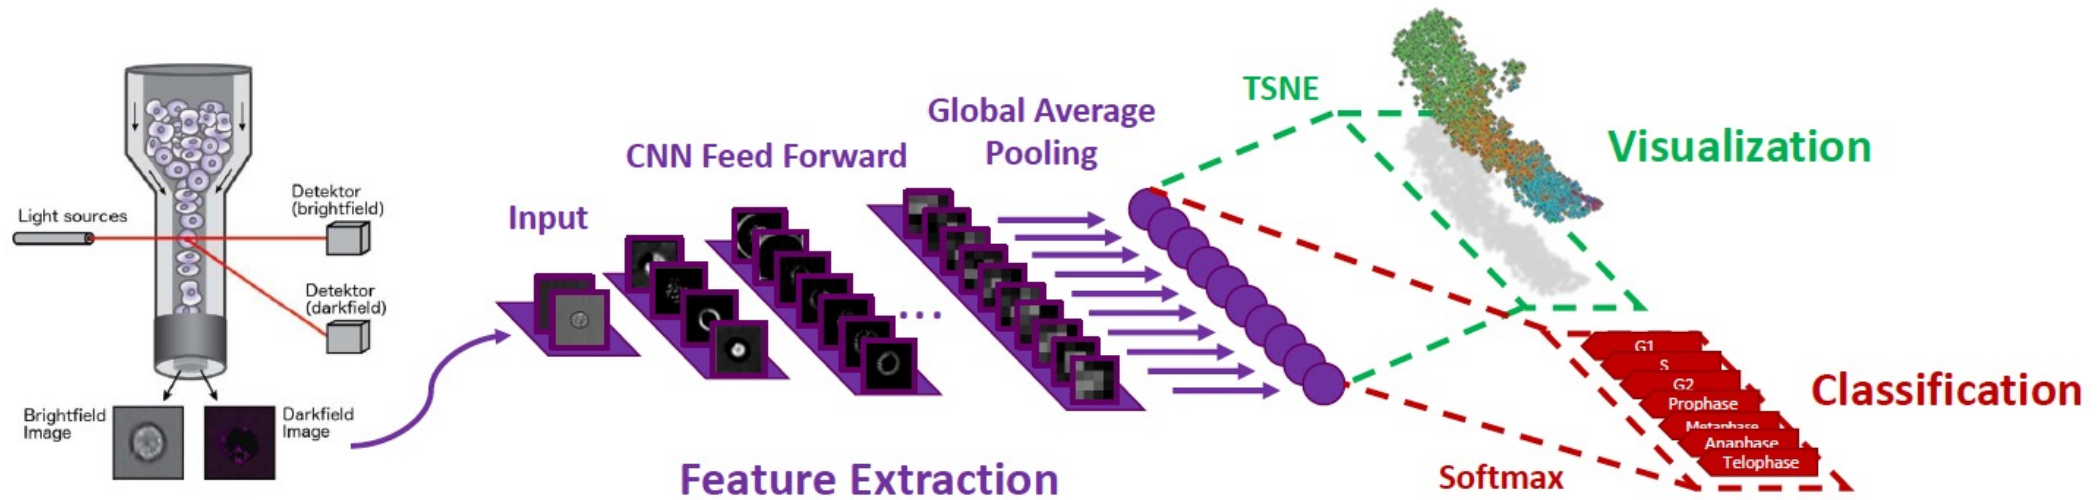 Light sources
Detektor
(brightfield)
Detektor
(darkfield)
Brightfield
Image
Darkfield
Image
Input
CNN Feed Forward
Global Average
Pooling
...
Feature Extraction
TSNE
Visualization
G1
S
G2
Prophase
Metaphase
Anaphase
Telophase
Classification
Softmax